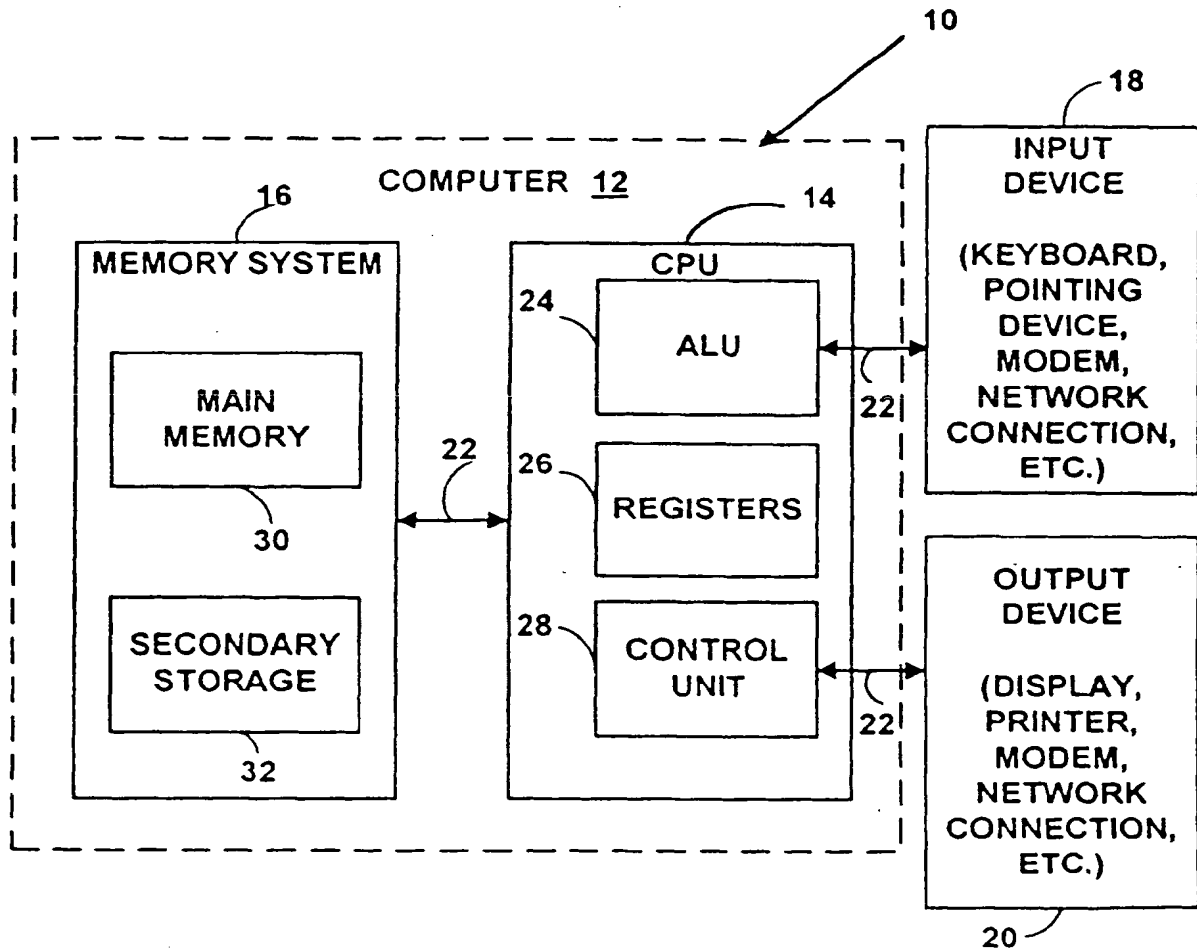 10
18
COMPUTER 12
16
14
MEMORY SYSTEM
MAIN
MEMORY
30
SECONDARY
STORAGE
32
22
CPU
24
ALU
26
REGISTERS
28
CONTROL
UNIT
22
22
INPUT
DEVICE
(KEYBOARD,
POINTING
DEVICE,
MODEM,
NETWORK
CONNECTION,
ETC.)
OUTPUT
DEVICE
(DISPLAY,
PRINTER,
MODEM,
NETWORK
CONNECTION,
ETC.)
20